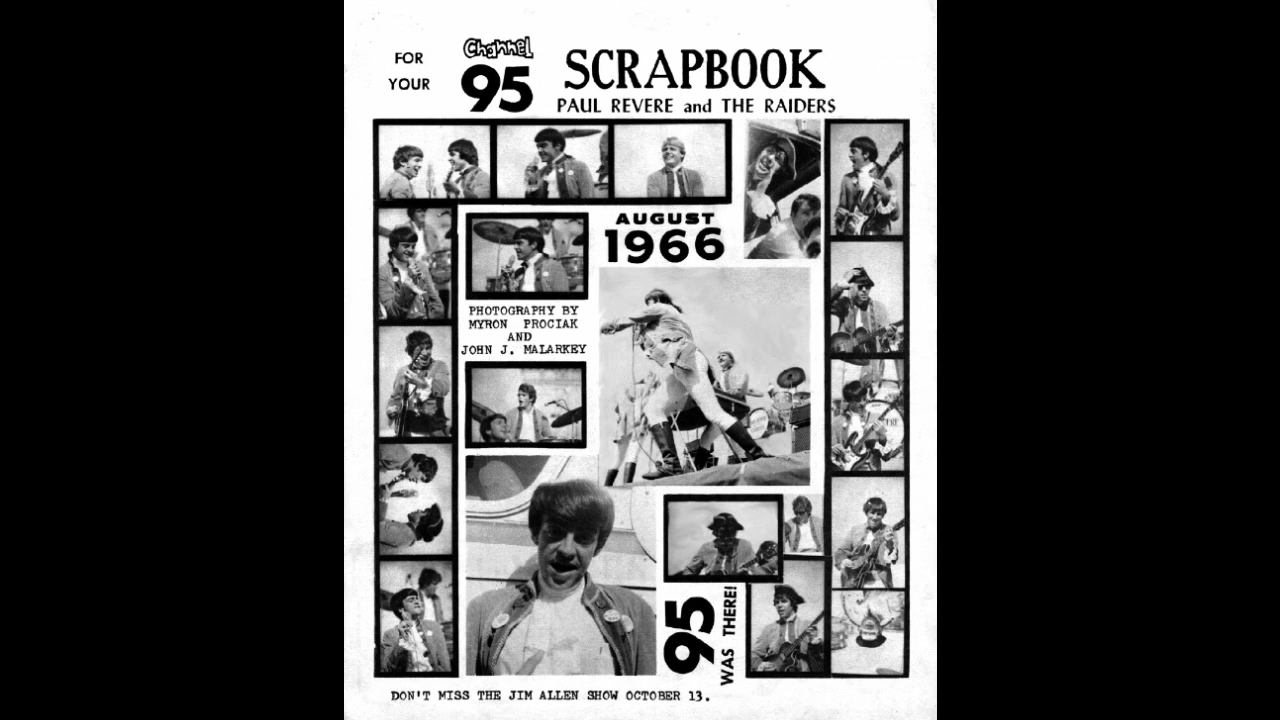 FOR
YOUR
Channel
95
SCRAPBOOK
PAUL REVERE and THE RAIDERS
AUGUST
1966
PHOTOGRAPHY BY
MYRON PROCIAK
AND
JOHN J. MALARKEY
95
WAS THERE!
DON'T MISS THE JIM ALLEN SHOW OCTOBER 13.